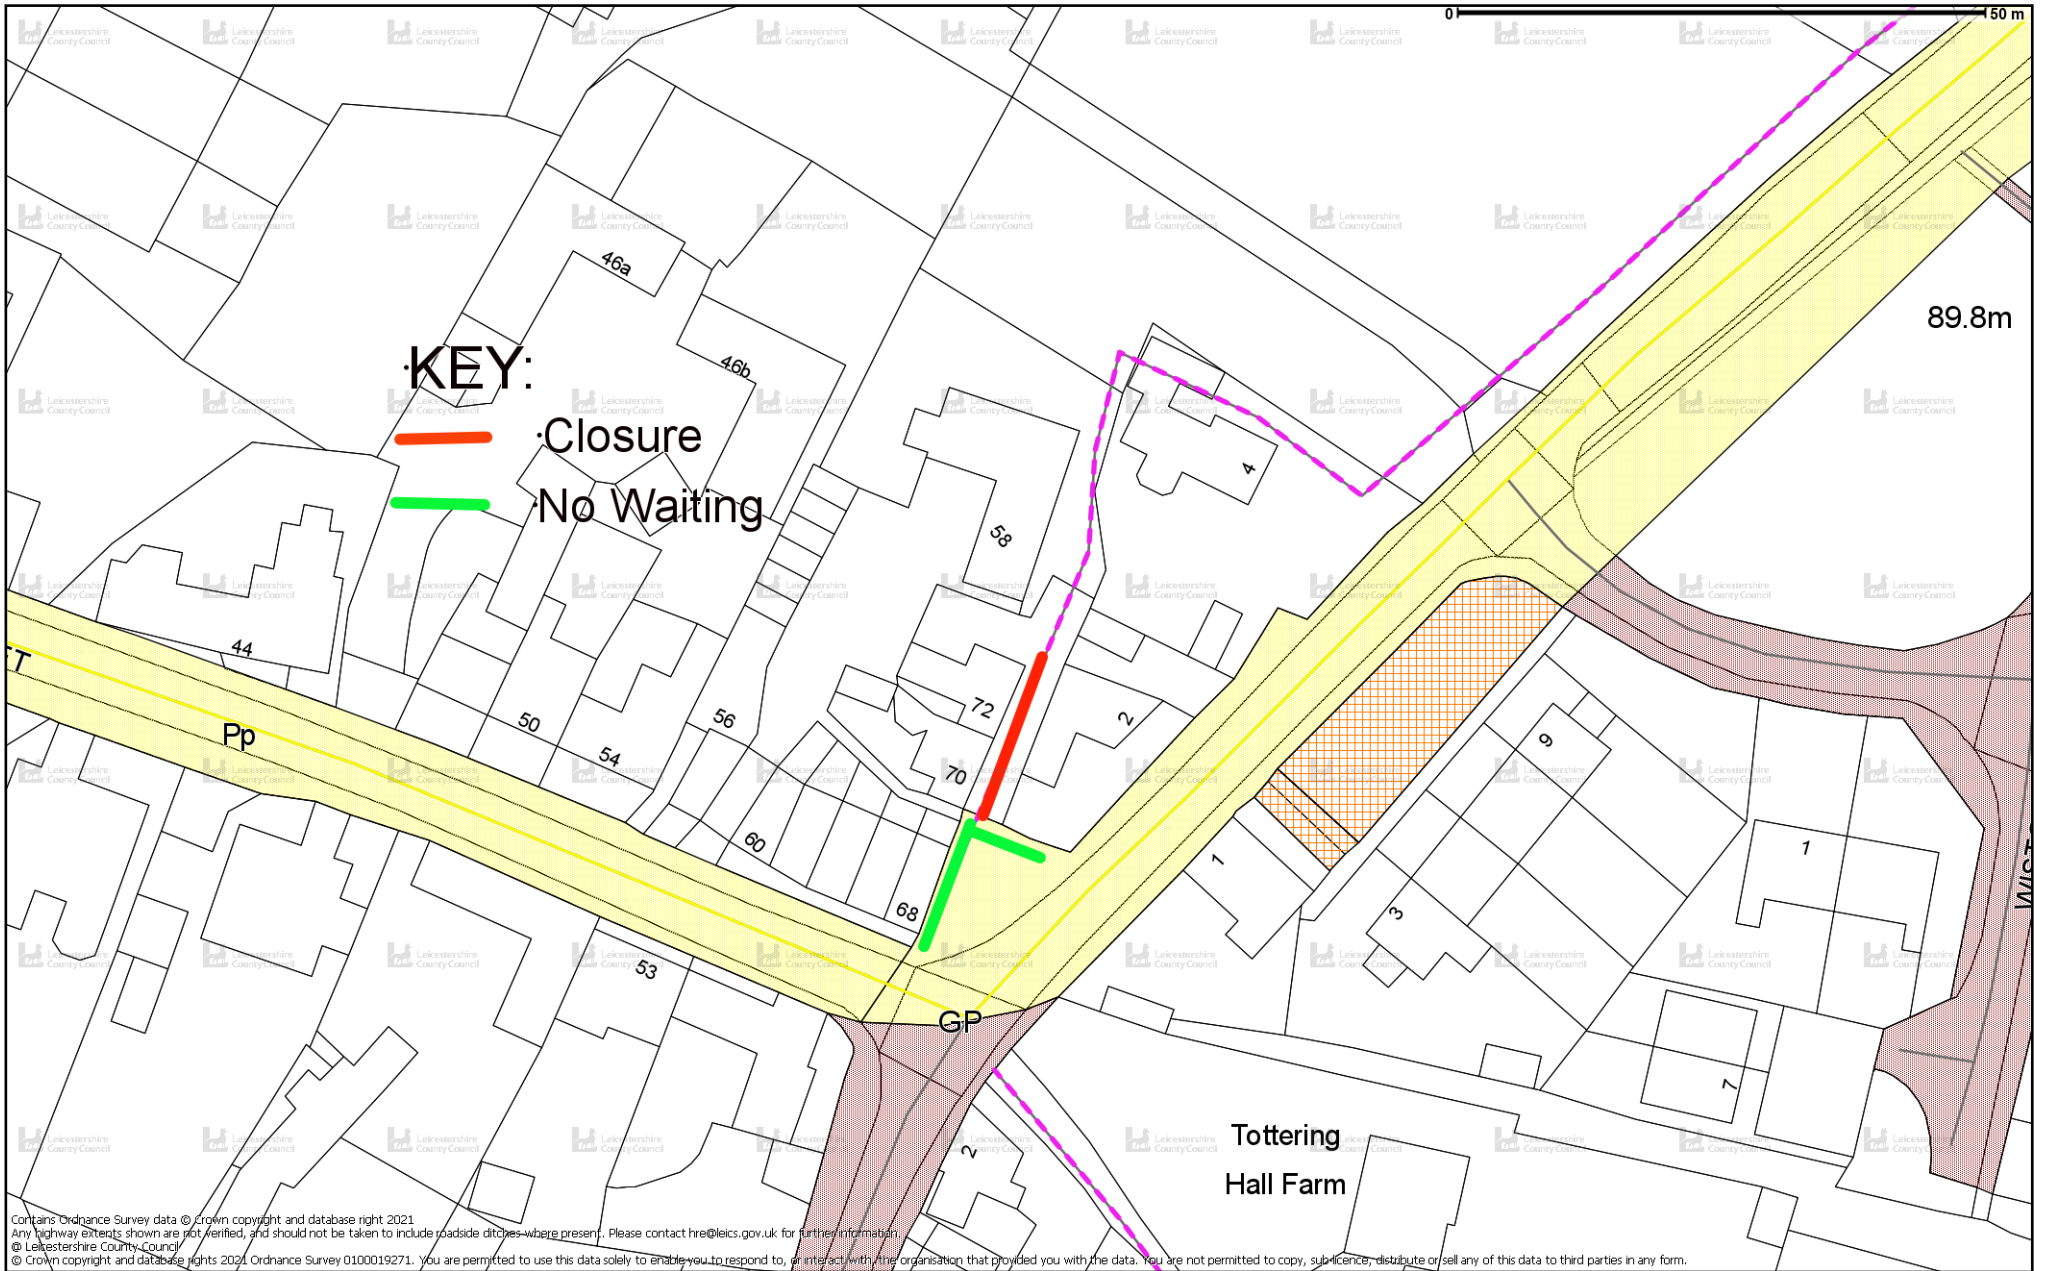 0 50 m
Leicestershire
County Council
89.8m
46a
46b
KEY:
Closure
No Waiting
4
58
44
72
2
Pp
50
56
54
70
9
60
1
1
68
3
53
GP
7
Tottering
2
Hall Farm
Contains Ordnance Survey data © Crown copyright and database right 2021
Any highway extents shown are not verified, and should not be taken to include roadside ditches where present. Please contact hre@leics.gov.uk for further information.
@ Leicestershire County Council
© Crown copyright and database rights 2021 Ordnance Survey 0100019271. You are permitted to use this data solely to enable you to respond to, or interact with, the organisation that provided you with the data. You are not permitted to copy, sub-licence, distribute or sell any of this data to third parties in any form.